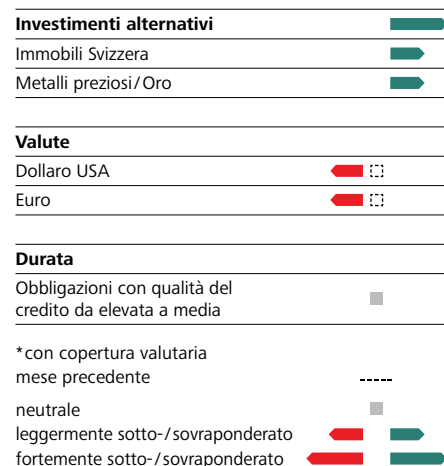 Investimenti alternativi
Immobili Svizzera
Metalli preziosi/Oro
Valute
Dollaro USA
Euro
Durata
Obbligazioni con qualità del
credito da elevata a media
*con copertura valutaria
mese precedente
neutrale
leggermente sotto-/sovraponderato
fortemente sotto-/sovraponderato